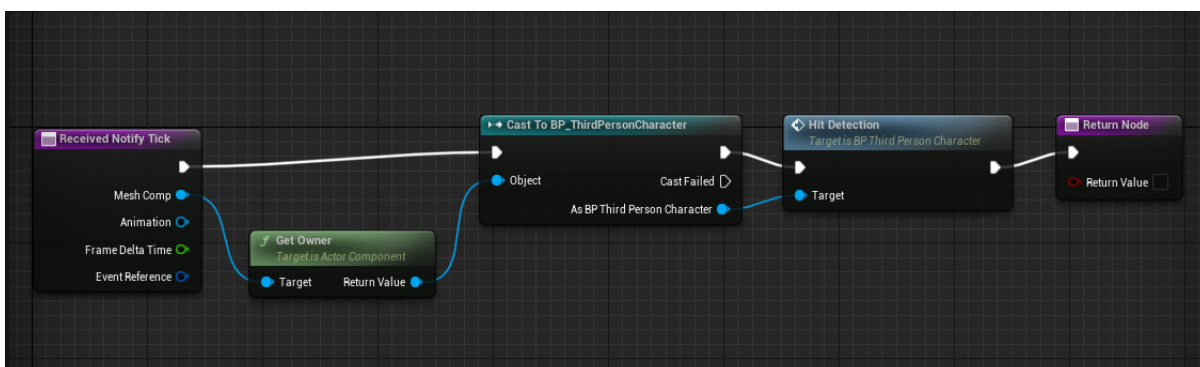 Received Notify Tick
Mesh Comp
Animation
Frame Delta Time
Event Reference
f Get Owner
Target is Actor Component
Target Return Value
Cast To BP_ThirdPersonCharacter
Object Cast Failed
As BP Third Person Character
Hit Detection
Target is BP Third Person Character
Target
Return Node
Return Value